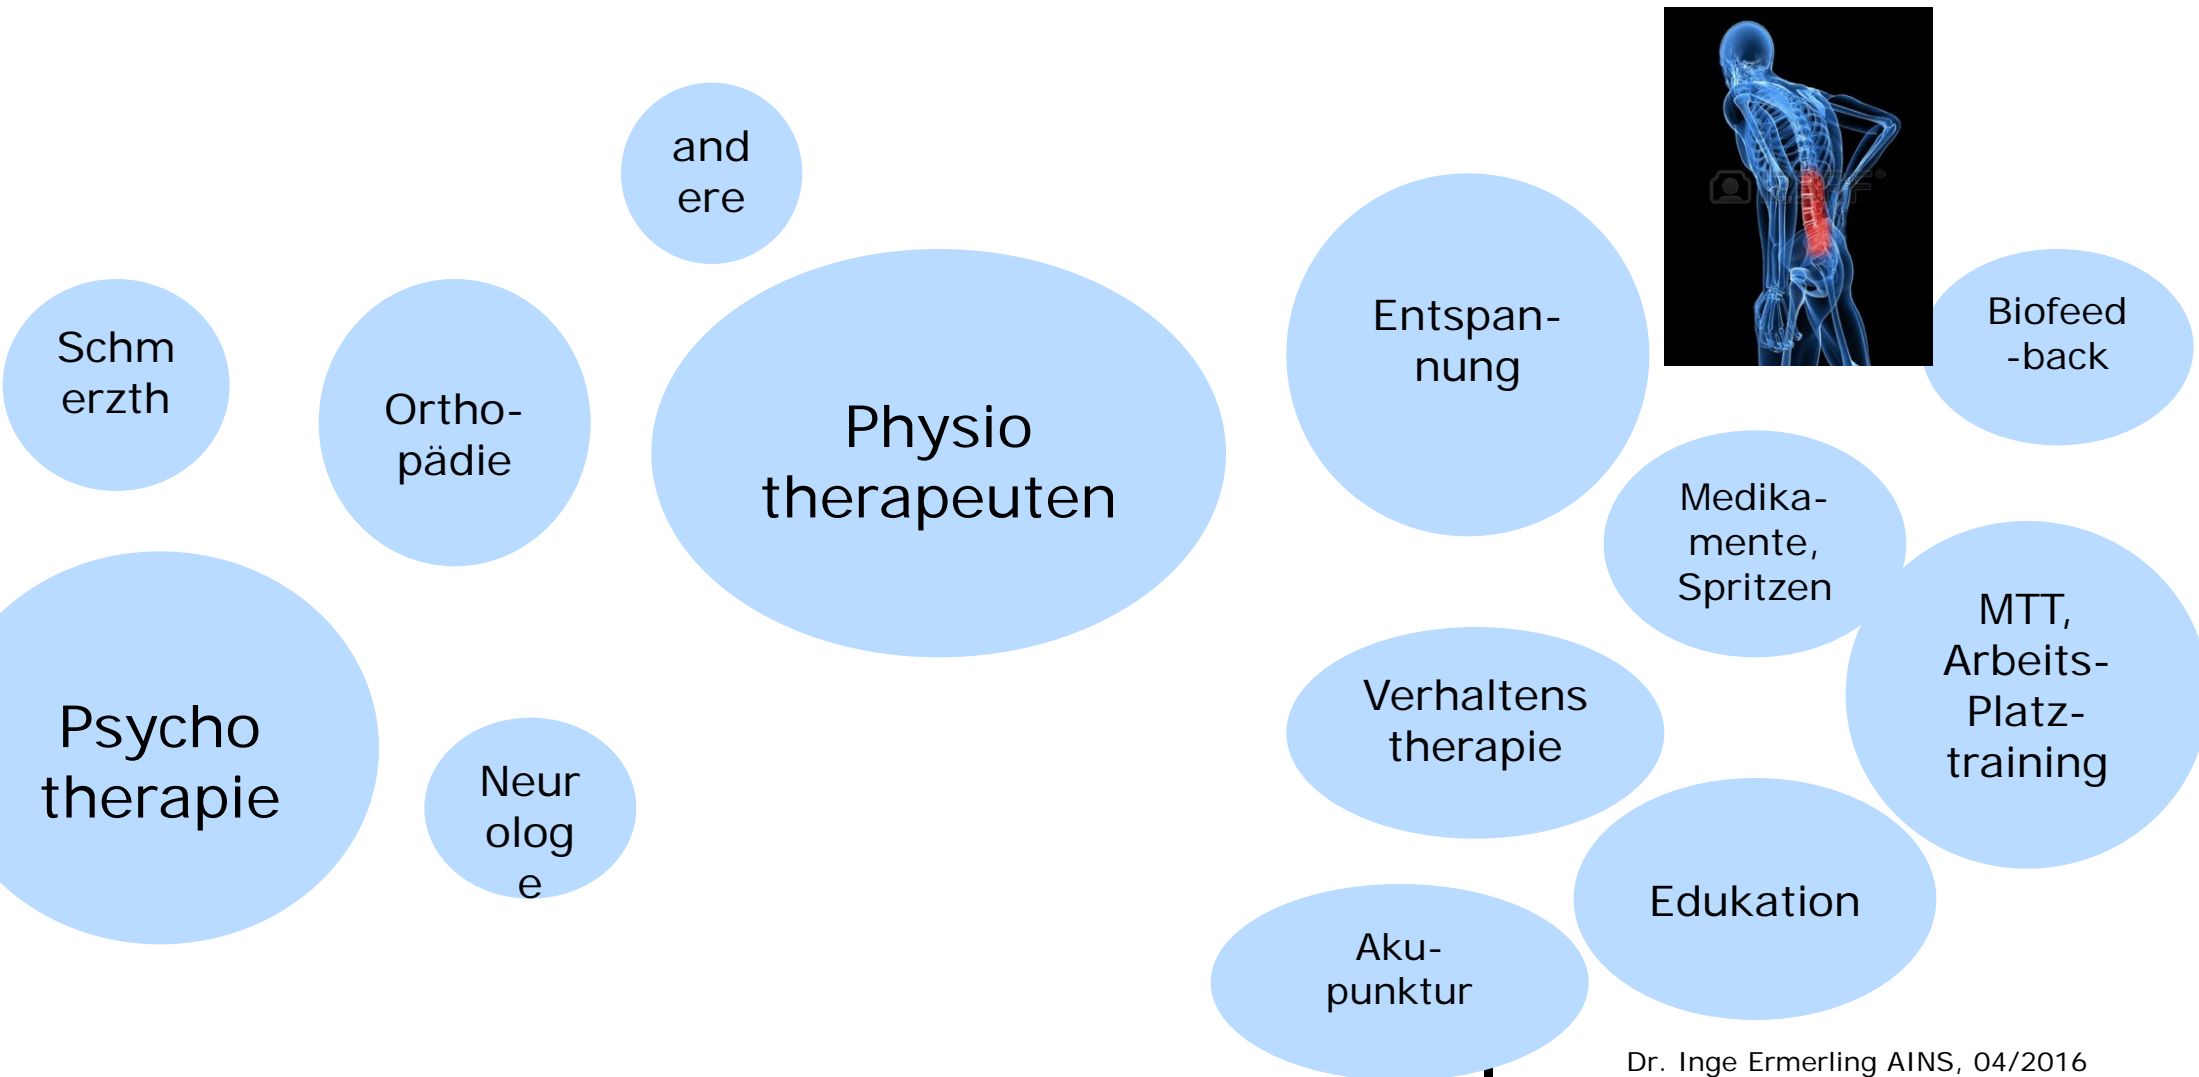 and
ere
Schm
erzth
Ortho-
pädie
Physio
therapeuten
Psycho
therapie
Neur
olog
e
Entspan-
nung
Biofeed
-back
Medika-
mente,
Spritzen
MTT,
Arbeits-
Platz-
training
Verhaltens
therapie
Edukation
Aku-
punktur
Dr. Inge Ermerling AINS, 04/2016